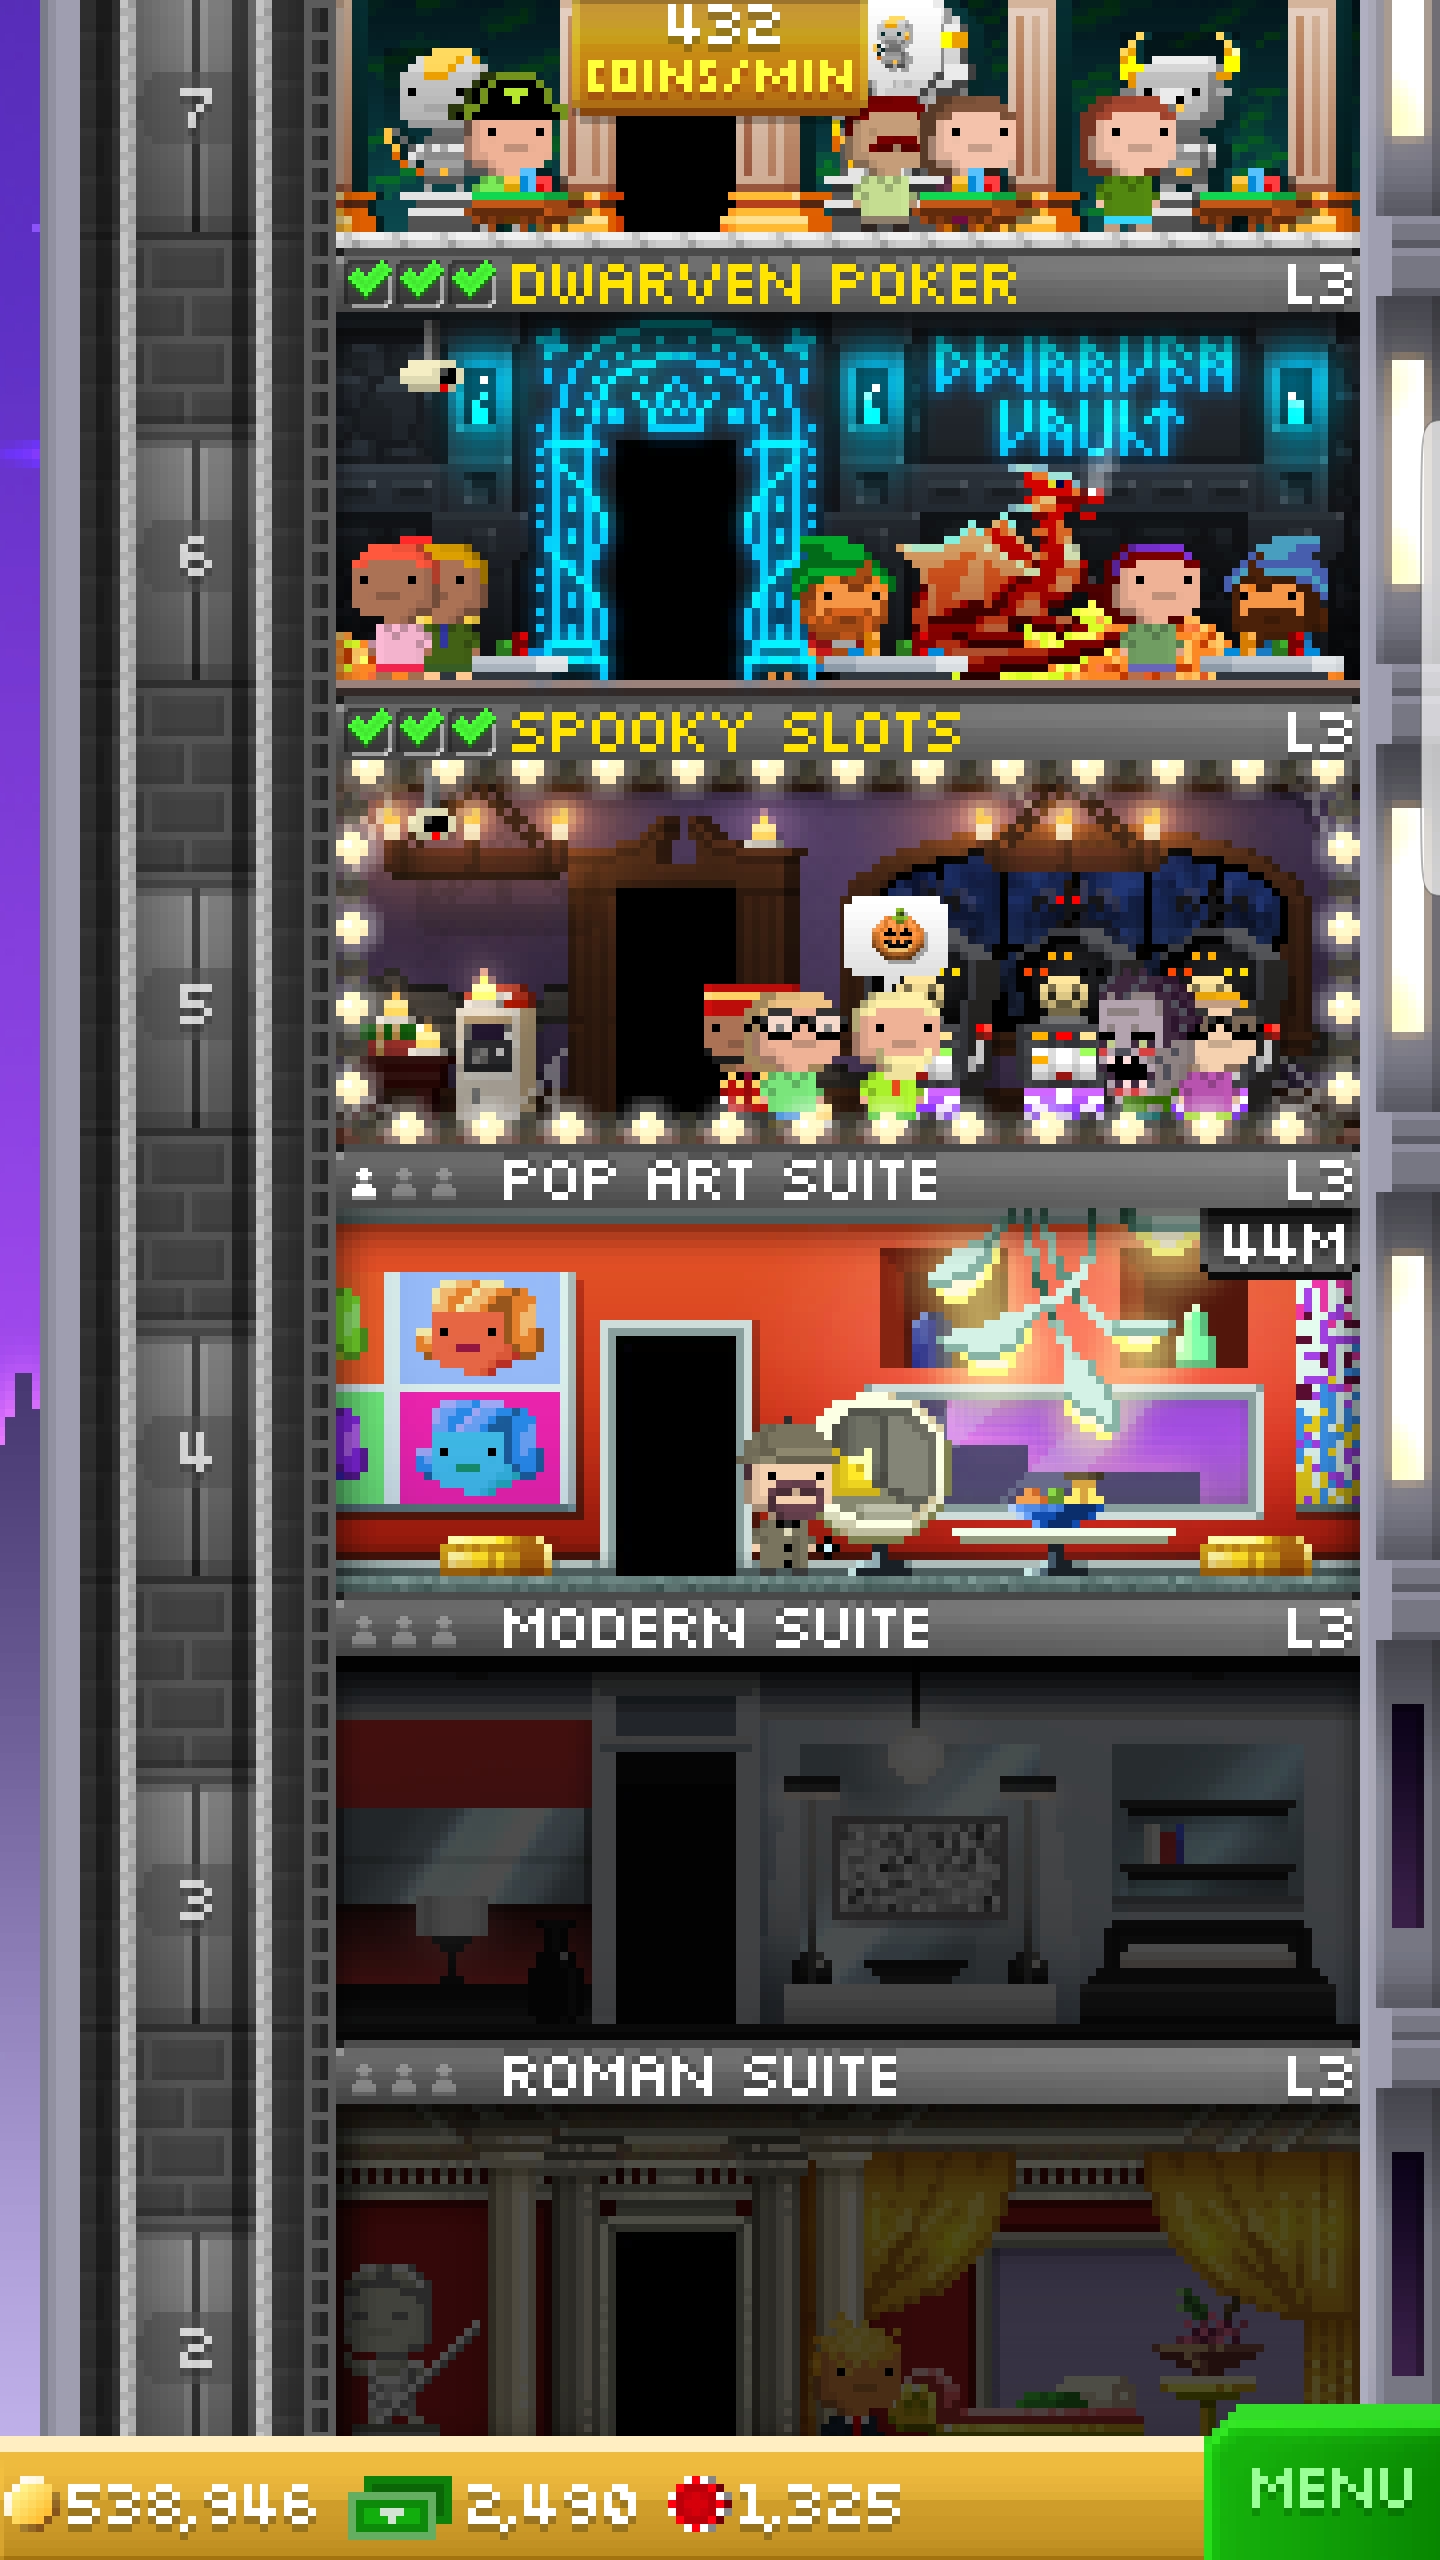 432
COINS/MIN
7
DWARVEN POKER L3
DWARVEN
VAULT
6
SPOOKY SLOTS L3
5
POP ART SUITE L3
44M
4
MODERN SUITE L3
3
ROMAN SUITE L3
2
538,946 2,490 1,325 MENU